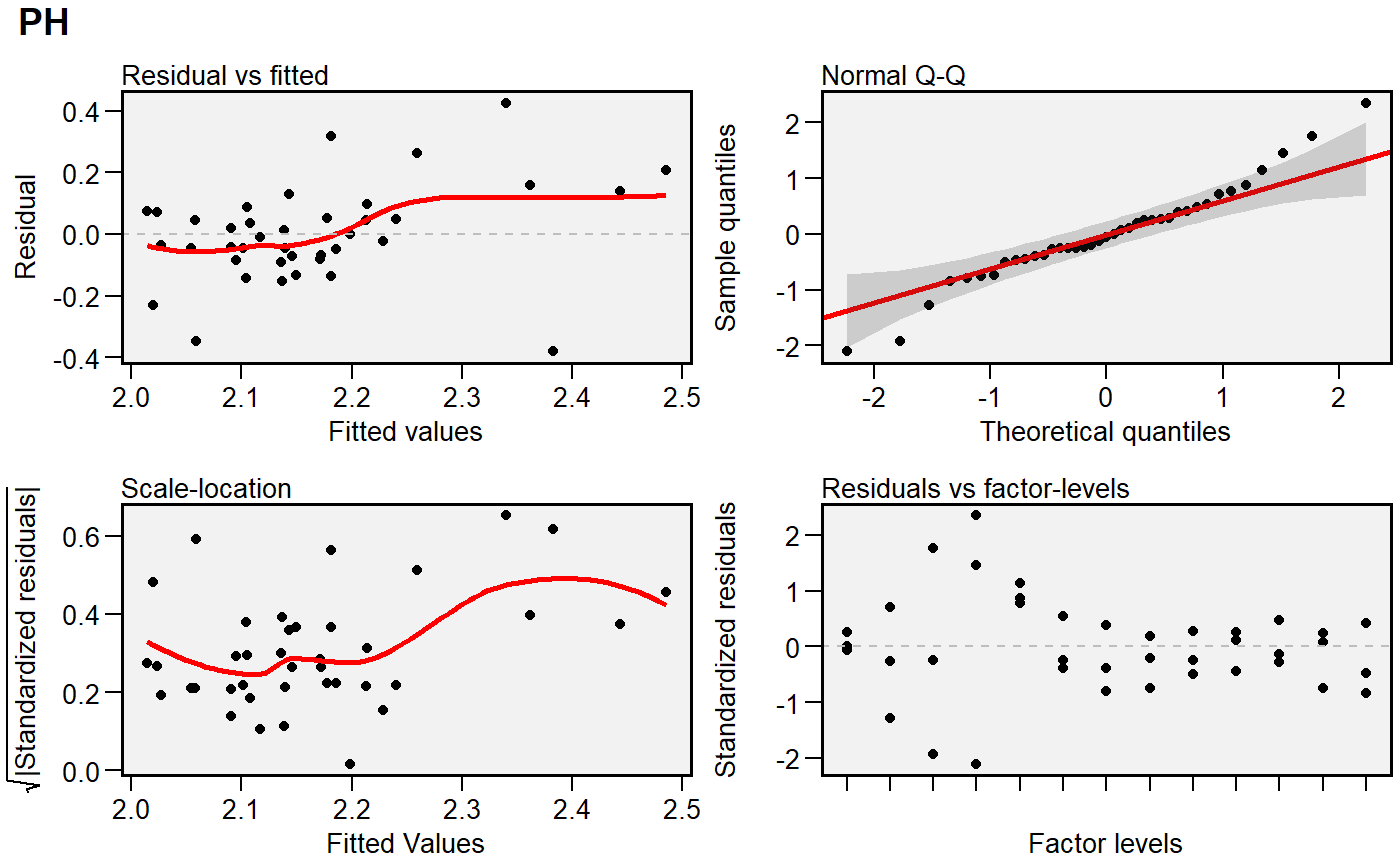 PH
Residual vs fitted
Residual
0.4
0.2
0.0
-0.2
-0.4
2.0 2.1 2.2 2.3 2.4 2.5
Fitted values
Normal Q-Q
Sample quantiles
2
1
0
-1
-2
-2 -1 0 1 2
Theoretical quantiles
Scale-location
√|Standardized residuals|
0.6
0.4
0.2
0.0
2.0 2.1 2.2 2.3 2.4 2.5
Fitted Values
Residuals vs factor-levels
Standardized residuals
2
1
0
-1
-2
Factor levels